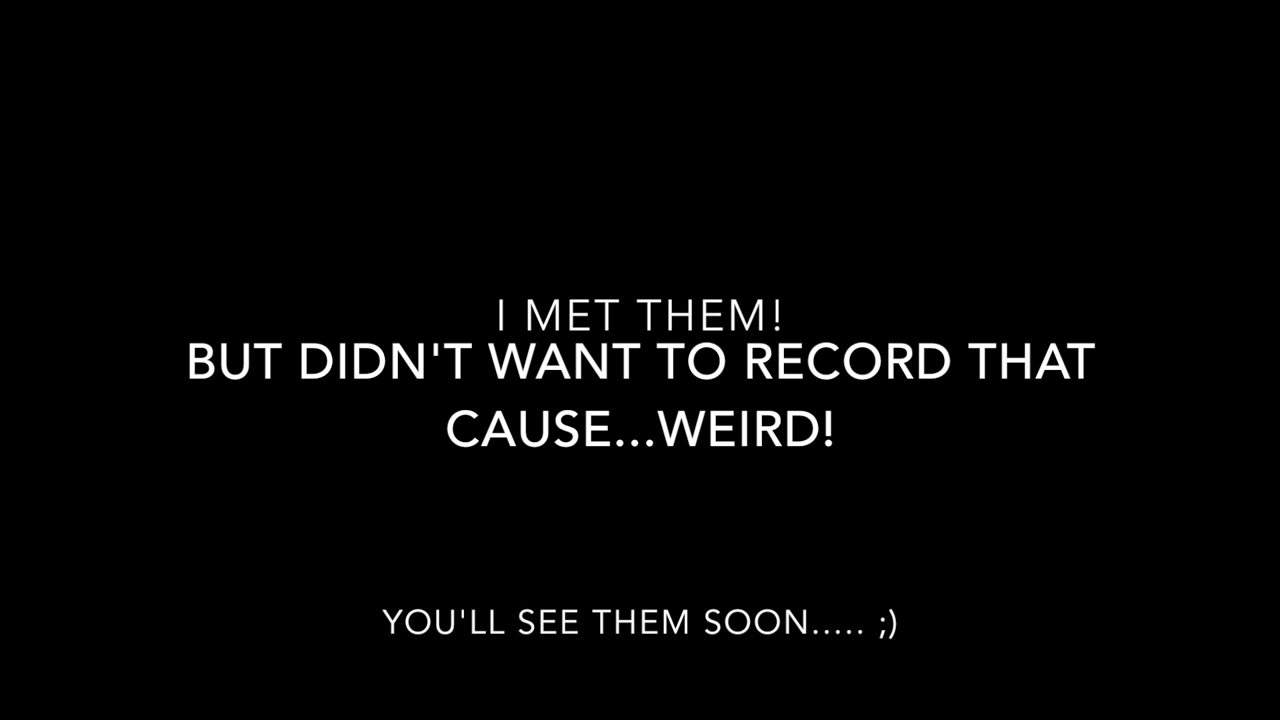 I MET THEM!
BUT DIDN'T WANT TO RECORD THAT
CAUSE...WEIRD!
YOU'LL SEE THEM SOON..... ;)